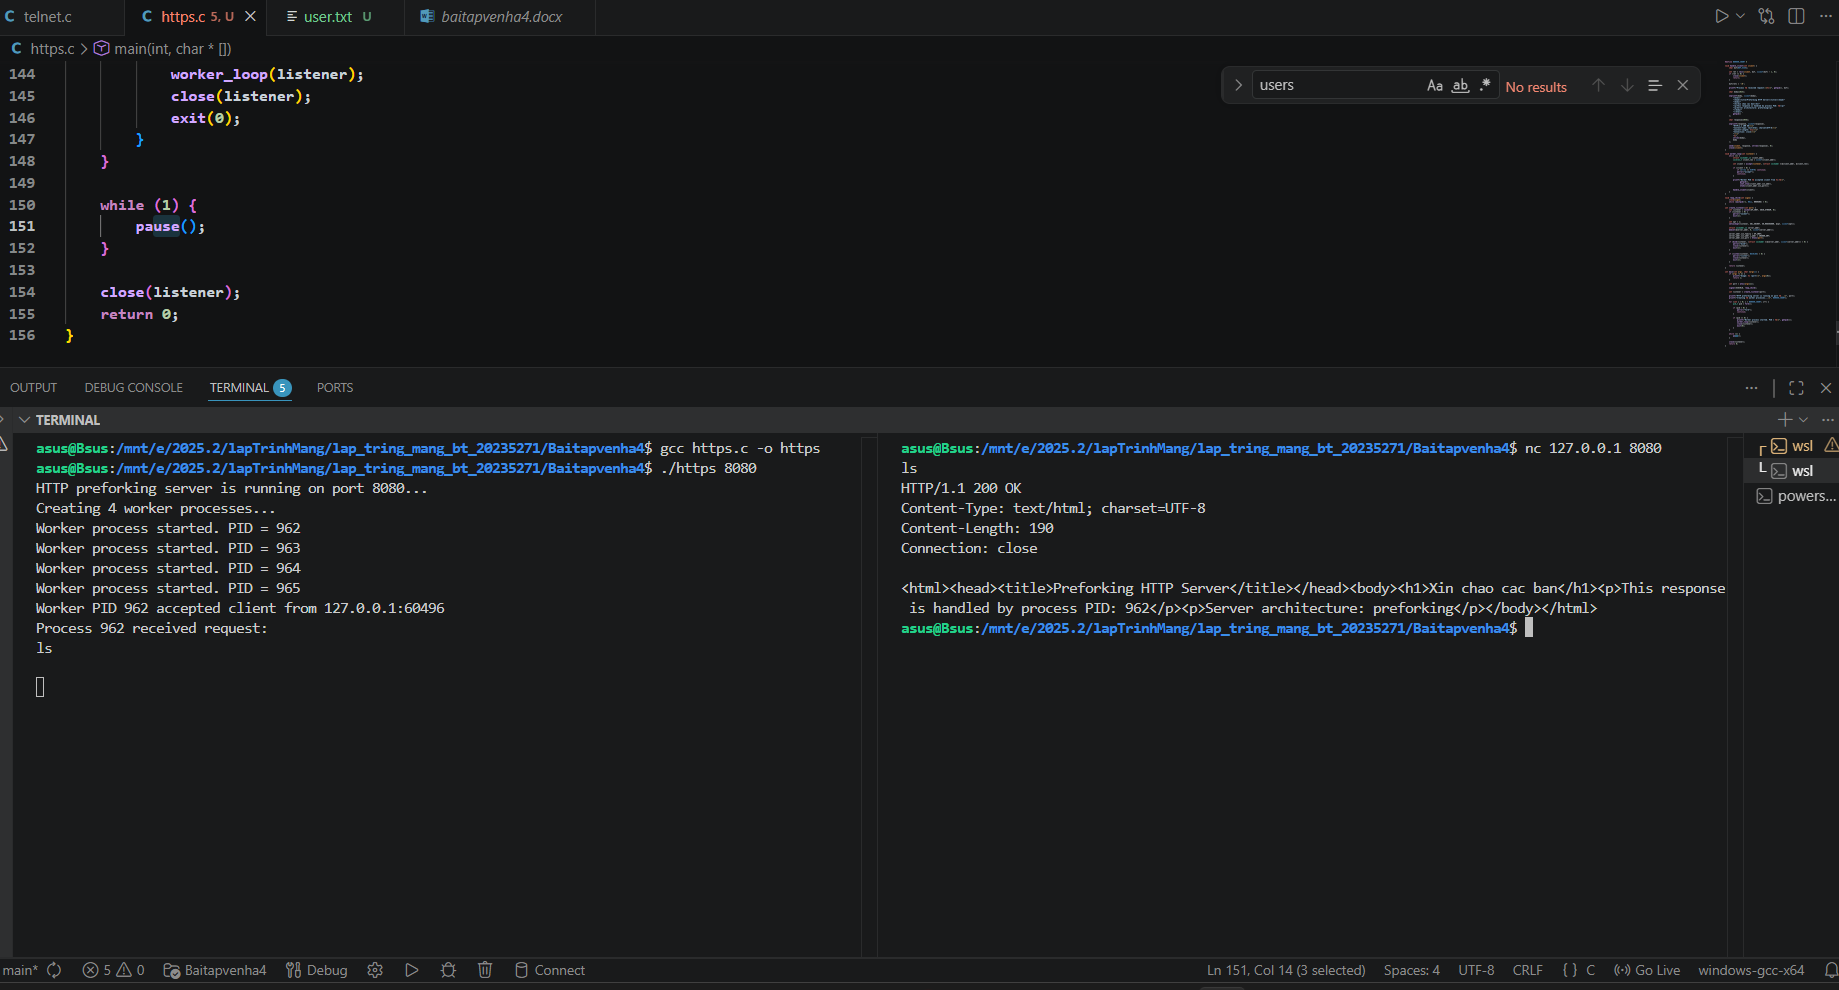 telnet.c
https.c 5, U
user.txt U
baitapvenha4.docx
https.c > main(int, char * [])
144 worker_loop(listener);
145 close(listener);
146 exit(0);
147 }
148 }
149
150 while (1) {
151 pause();
152 }
153
154 close(listener);
155 return 0;
156 }
users
Aa ab .* No results
OUTPUT DEBUG CONSOLE TERMINAL 5 PORTS
TERMINAL
asus@Bsus:/mnt/e/2025.2/lapTrinhMang/lap_tring_mang_bt_20235271/Baitapvenha4$ gcc https.c -o https
asus@Bsus:/mnt/e/2025.2/lapTrinhMang/lap_tring_mang_bt_20235271/Baitapvenha4$ ./https 8080
HTTP preforking server is running on port 8080...
Creating 4 worker processes...
Worker process started. PID = 962
Worker process started. PID = 963
Worker process started. PID = 964
Worker process started. PID = 965
Worker PID 962 accepted client from 127.0.0.1:60496
Process 962 received request:
ls
asus@Bsus:/mnt/e/2025.2/lapTrinhMang/lap_tring_mang_bt_20235271/Baitapvenha4$ nc 127.0.0.1 8080
ls
HTTP/1.1 200 OK
Content-Type: text/html; charset=UTF-8
Content-Length: 190
Connection: close
<html><head><title>Preforking HTTP Server</title></head><body><h1>Xin chao cac ban</h1><p>This response
is handled by process PID: 962</p><p>Server architecture: preforking</p></body></html>
asus@Bsus:/mnt/e/2025.2/lapTrinhMang/lap_tring_mang_bt_20235271/Baitapvenha4$
wsl
wsl
powers...
main* 5 0 Baitapvenha4 Debug Connect
Ln 151, Col 14 (3 selected) Spaces: 4 UTF-8 CRLF {} C Go Live windows-gcc-x64